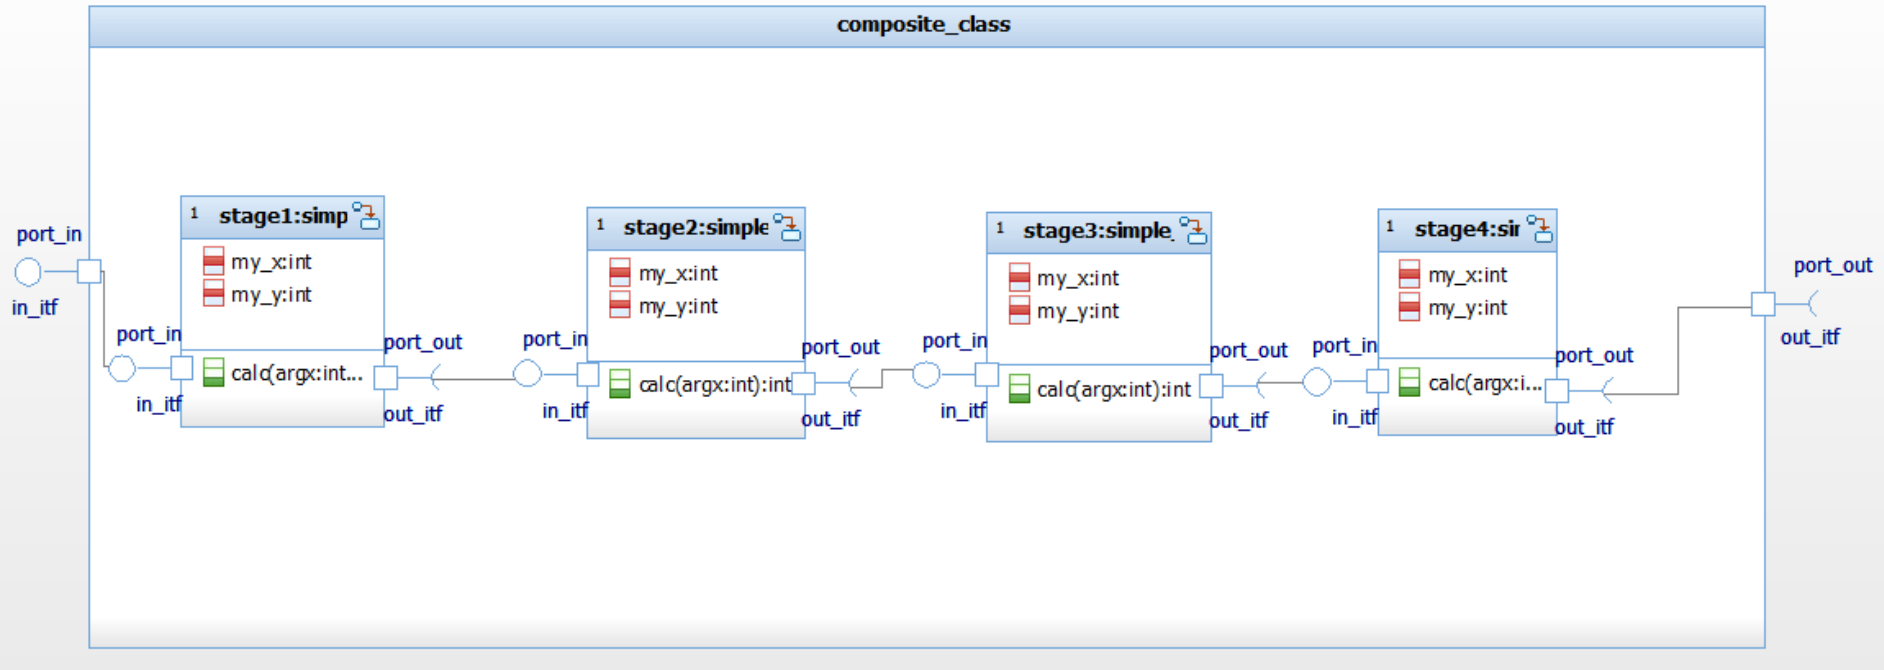 composite_class
port_in
in_itf
1 stage1:simp
my_x:int
my_y:int
calc(argx:int...
port_in
in_itf
port_out
out_itf
1 stage2:simple
my_x:int
my_y:int
calc(argx:int):int
port_in
in_itf
port_out
out_itf
1 stage3:simple_
my_x:int
my_y:int
calc(argx:int):int
port_in
in_itf
port_out
out_itf
1 stage4:sir
my_x:int
my_y:int
calc(argx:i...
port_in
in_itf
port_out
out_itf
port_out
out_itf